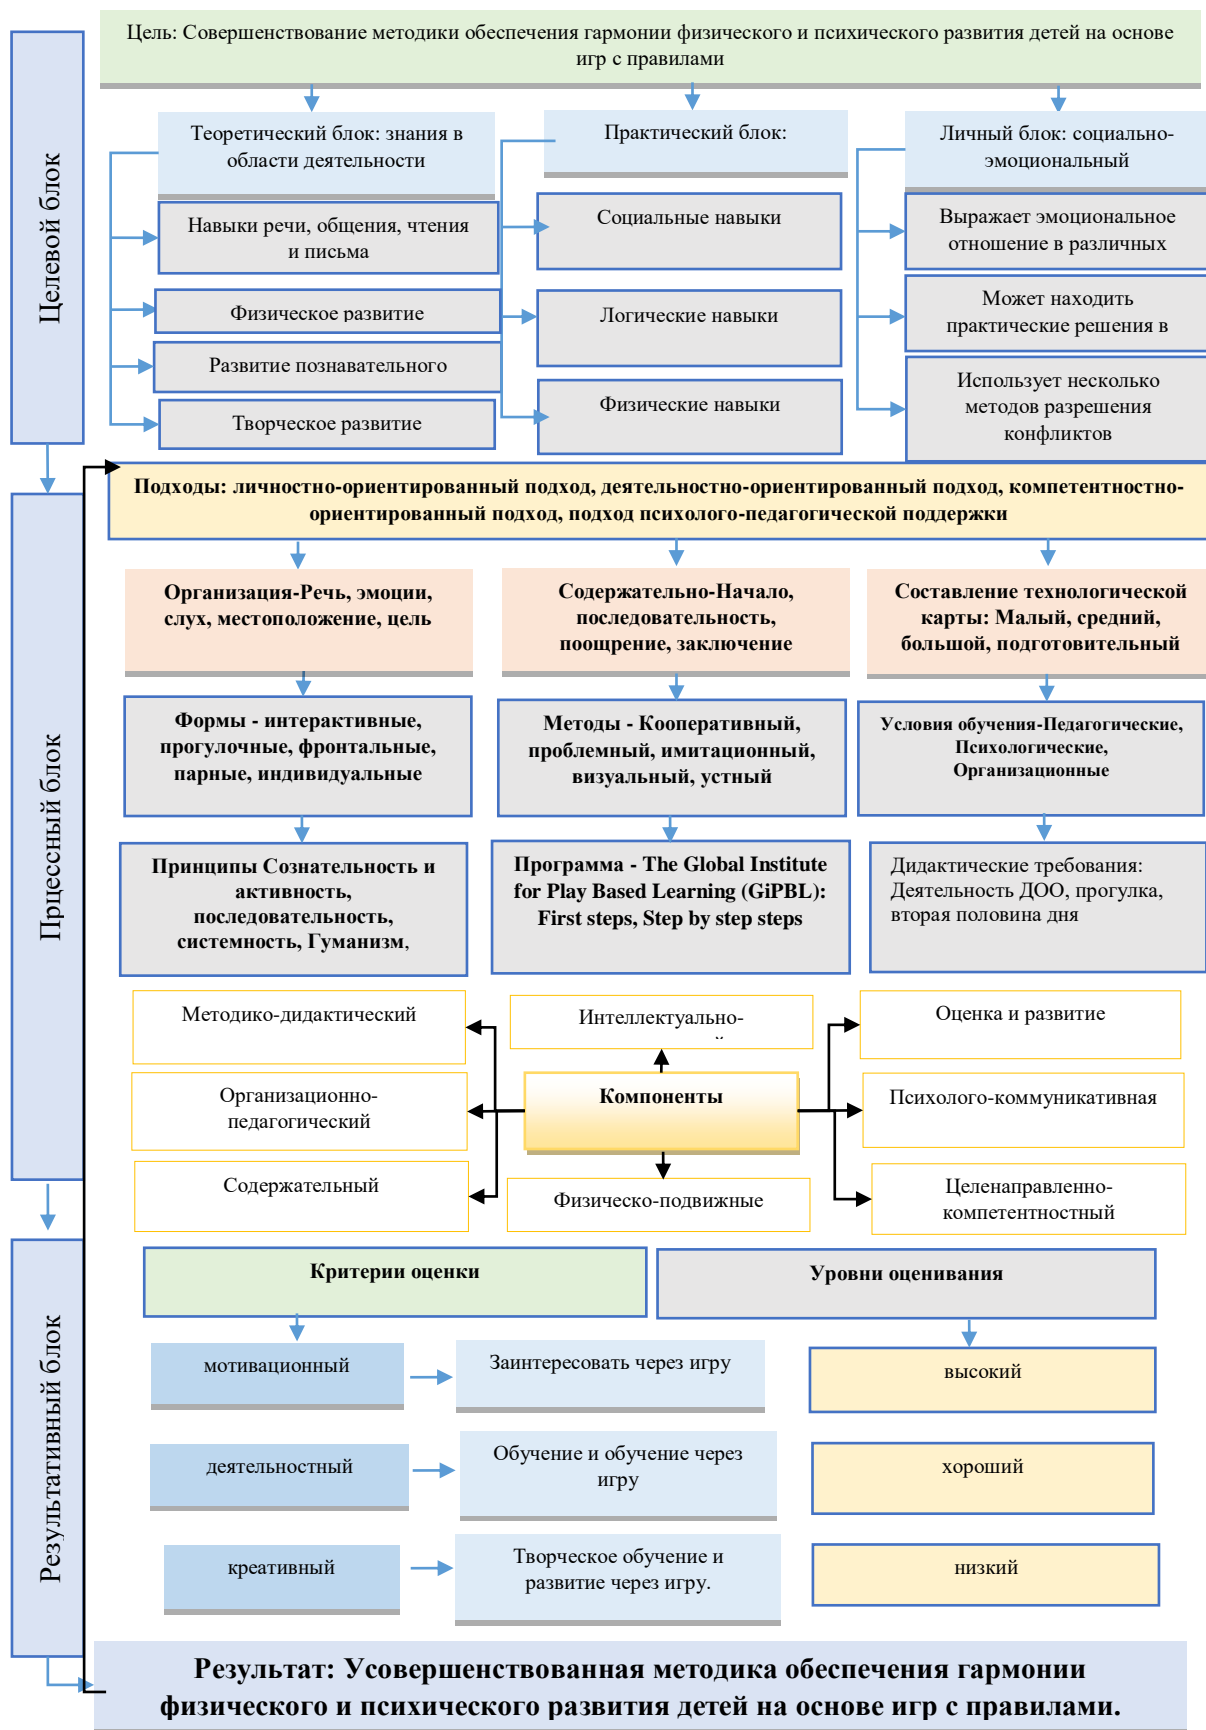 Цель: Совершенствование методики обеспечения гармонии физического и психического развития детей на основе
игр с правилами
Целевой блок
Теоретический блок: знания в
области деятельности
Практический блок:
Личный блок: социально-
эмоциональный
Навыки речи, общения, чтения
и письма
Физическое развитие
Развитие познавательного
Творческое развитие
Социальные навыки
Логические навыки
Физические навыки
Выражает эмоциональное
отношение в различных
Может находить
практические решения в
Использует несколько
методов разрешения
конфликтов
Прцессный блок
Подходы: личностно-ориентированный подход, деятельностно-ориентированный подход, компетентностно-
ориентированный подход, подход психолого-педагогической поддержки
Организация-Речь, эмоции,
слух, местоположение, цель
Содержательно-Начало,
последовательность,
поощрение, заключение
Составление технологической
карты: Малый, средний,
большой, подготовительный
Формы - интерактивные,
прогулочные, фронтальные,
парные, индивидуальные
Методы - Кооперативный,
проблемный, имитационный,
визуальный, устный
Условия обучения-Педагогические,
Психологические,
Организационные
Принципы Сознательность и
активность,
последовательность,
системность, Гуманизм,
Программа - The Global Institute
for Play Based Learning (GiPBL):
First steps, Step by step steps
Дидактические требования:
Деятельность ДОО, прогулка,
вторая половина дня
Методико-дидактический
Интеллектуально-
Оценка и развитие
Организационно-
педагогический
Компоненты
Психолого-коммуникативная
Содержательный
Физическо-подвижные
Целенаправленно-
компетентностный
Результативный блок
Критерии оценки
Уровни оценивания
мотивационный
Заинтересовать через игру
высокий
деятельностный
Обучение и обучение через
игру
хороший
креативный
Творческое обучение и
развитие через игру.
низкий
Результат: Усовершенствованная методика обеспечения гармонии
физического и психического развития детей на основе игр с правилами.